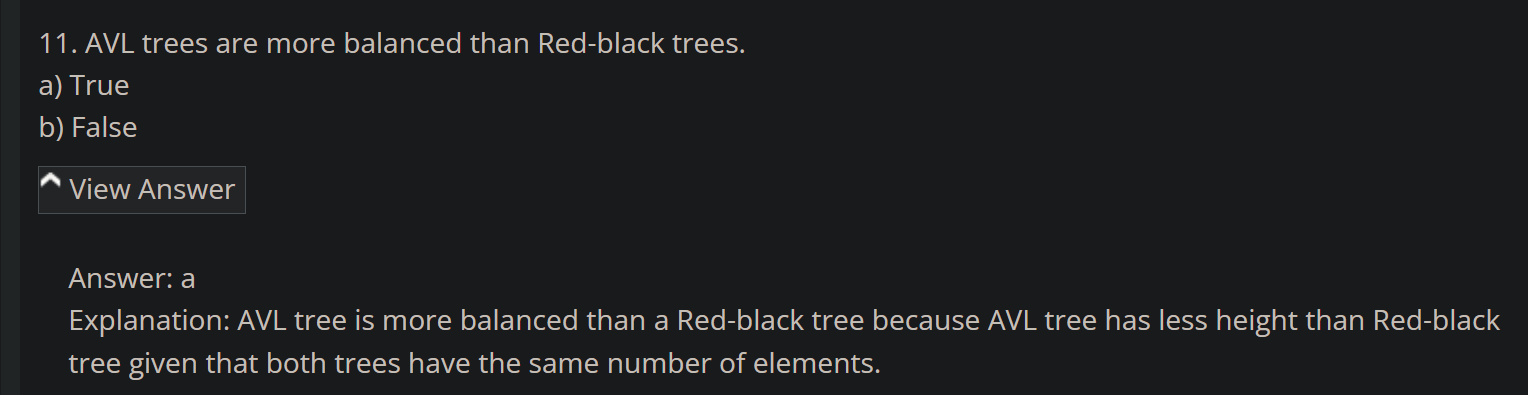 11. AVL trees are more balanced than Red-black trees.
a) True
b) False
View Answer
Answer: a
Explanation: AVL tree is more balanced than a Red-black tree because AVL tree has less height than Red-black
tree given that both trees have the same number of elements.